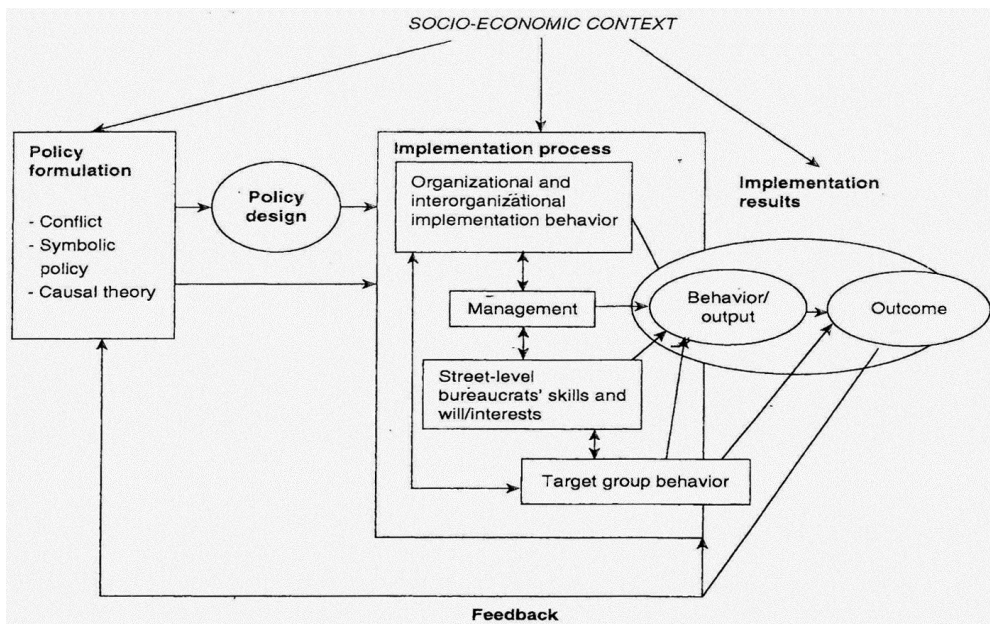 SOCIO-ECONOMIC CONTEXT
Policy
formulation
- Conflict
- Symbolic
policy
- Causal theory
Policy
design
Implementation process
Organizational and
interorganizational
implementation behavior
Management
Street-level
bureaucrats' skills and
will/interests
Target group behavior
Implementation
results
Behavior/
output
Outcome
Feedback